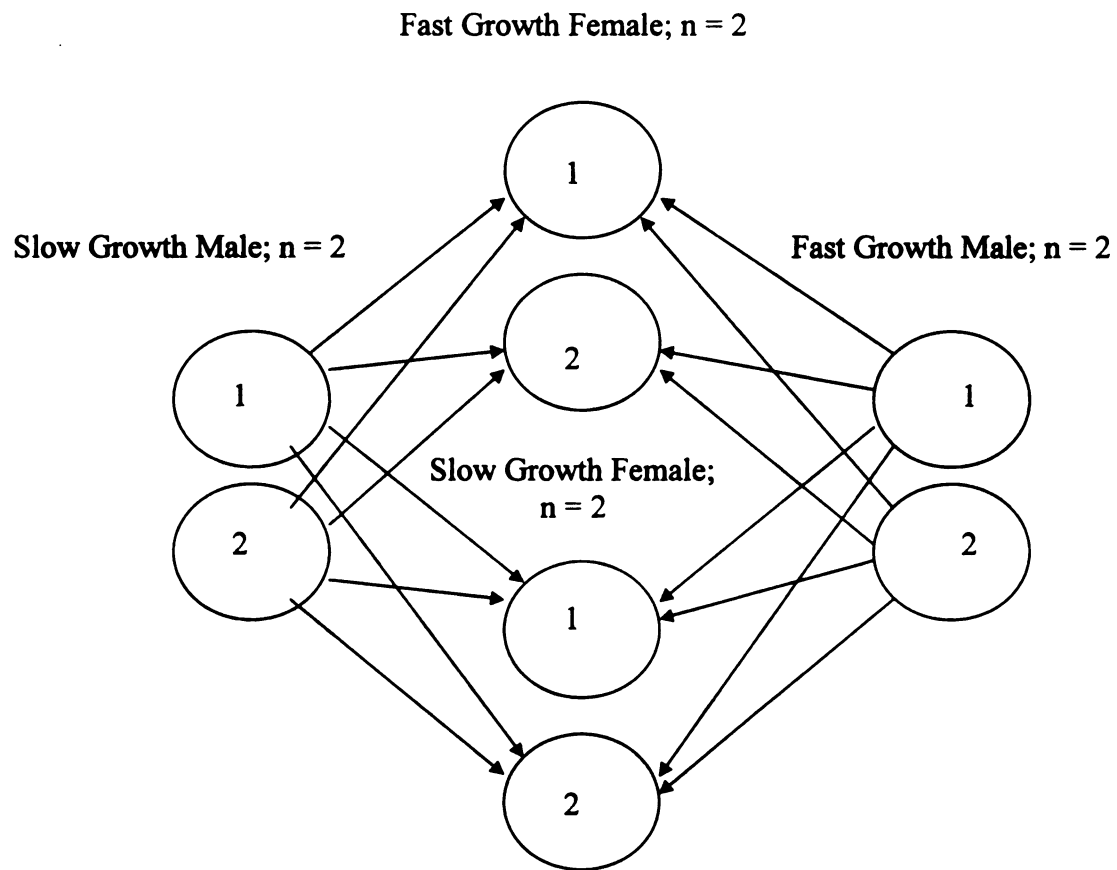 Fast Growth Female; n = 2
1
Slow Growth Male; n = 2
Fast Growth Male; n = 2
2
1
1
Slow Growth Female;
n = 2
2
2
1
2